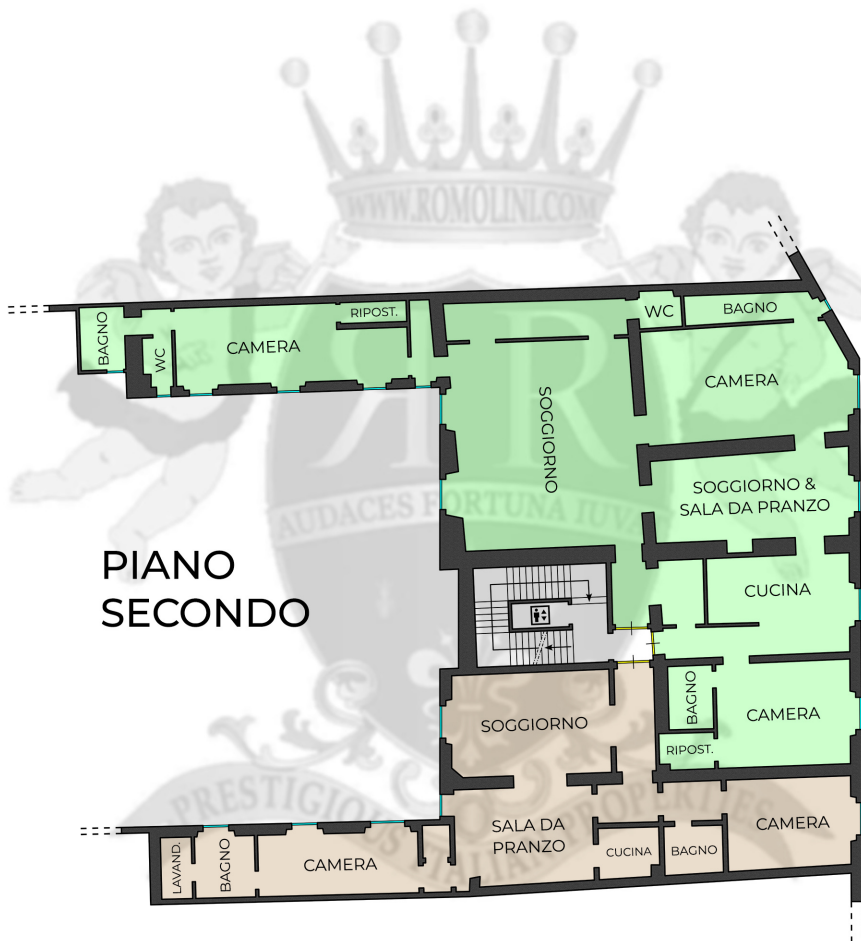 WWW.ROMOLINI.COM
RIPOST.
WC
BAGNO
BAGNO
WC
CAMERA
CAMERA
SOGGIORNO
SOGGIORNO &
SALA DA PRANZO
R R
AUDACES FORTUNA IUVA
PIANO
SECONDO
CUCINA
BAGNO
CAMERA
SOGGIORNO
RIPOST.
PRESTIGIOUS ITALIAN PROPERTIES
SALA DA
PRANZO
CAMERA
LAVAND.
BAGNO
CAMERA
CUCINA
BAGNO